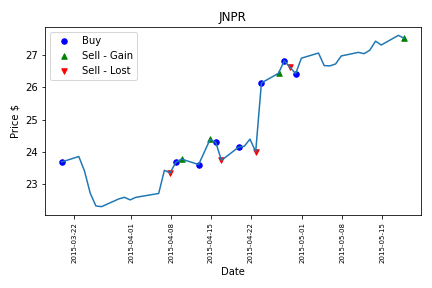 JNPR
Buy
Sell - Gain
Sell - Lost
Price $
27
26
25
24
23
2015-03-22
2015-04-01
2015-04-08
2015-04-15
2015-04-22
2015-05-01
2015-05-08
2015-05-15
Date